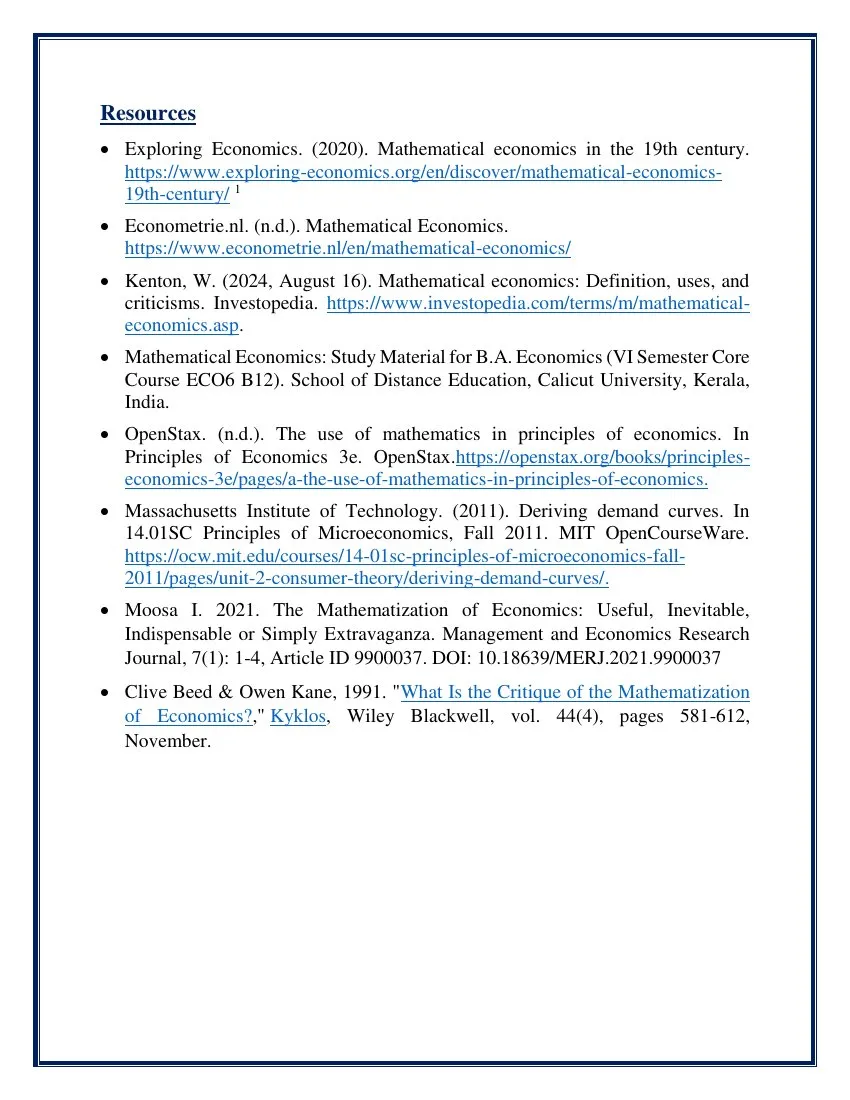 Resources
• Exploring Economics. (2020). Mathematical economics in the 19th century.
https://www.exploring-economics.org/en/discover/mathematical-economics-
19th-century/ 1
• Econometrie.nl. (n.d.). Mathematical Economics.
https://www.econometrie.nl/en/mathematical-economics/
• Kenton, W. (2024, August 16). Mathematical economics: Definition, uses, and
criticisms. Investopedia. https://www.investopedia.com/terms/m/mathematical-
economics.asp.
• Mathematical Economics: Study Material for B.A. Economics (VI Semester Core
Course ECO6 B12). School of Distance Education, Calicut University, Kerala,
India.
• OpenStax. (n.d.). The use of mathematics in principles of economics. In
Principles of Economics 3e. OpenStax.https://openstax.org/books/principles-
economics-3e/pages/a-the-use-of-mathematics-in-principles-of-economics.
• Massachusetts Institute of Technology. (2011). Deriving demand curves. In
14.01SC Principles of Microeconomics, Fall 2011. MIT OpenCourseWare.
https://ocw.mit.edu/courses/14-01sc-principles-of-microeconomics-fall-
2011/pages/unit-2-consumer-theory/deriving-demand-curves/.
• Moosa I. 2021. The Mathematization of Economics: Useful, Inevitable,
Indispensable or Simply Extravaganza. Management and Economics Research
Journal, 7(1): 1-4, Article ID 9900037. DOI: 10.18639/MERJ.2021.9900037
• Clive Beed & Owen Kane, 1991. "What Is the Critique of the Mathematization
of Economics?," Kyklos, Wiley Blackwell, vol. 44(4), pages 581-612,
November.